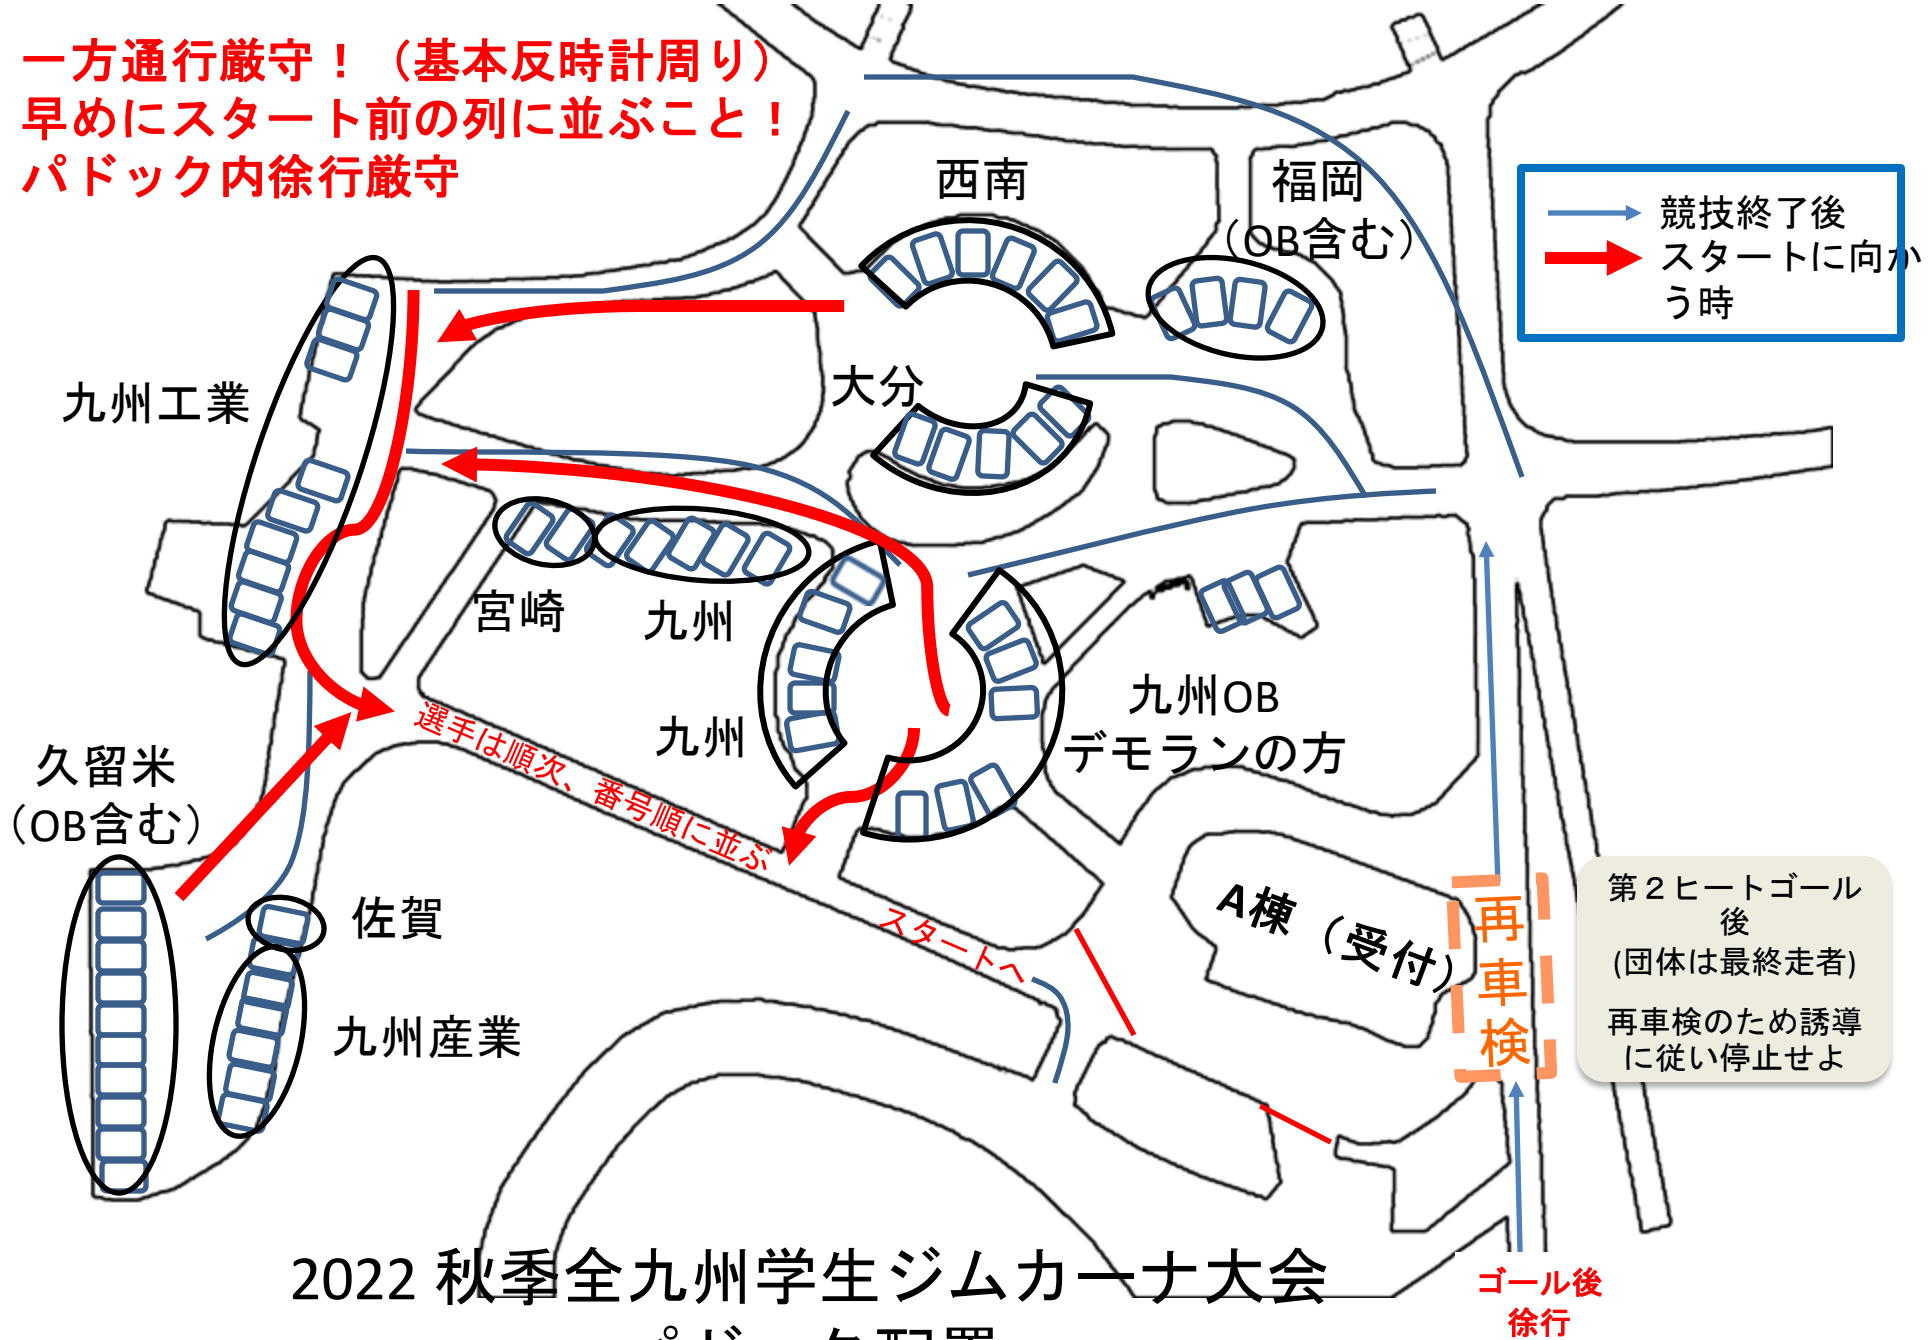 一方通行厳守！（基本反時計周り）
早めにスタート前の列に並ぶこと！
パドック内徐行厳守
西南
福岡
（OB含む）
競技終了後
スタートに向か
う時
九州工業
大分
宮崎
九州
九州
九州OB
デモランの方
選手は順次、番号順に並ぶ
久留米
（OB含む）
佐賀
九州産業
スタートへ
A棟（受付）
再
車
検
第２ヒートゴール
後
(団体は最終走者)
再車検のため誘導
に従い停止せよ
2022 秋季全九州学生ジムカーナ大会
パドック配置
ゴール後
徐行